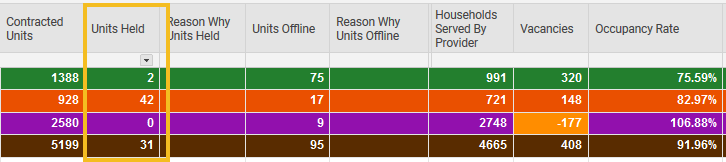 Contracted Units	Units Held	Reason Why Units Held	Units Offline	Reason Why Units Offline	Households Served By Provider	Vacancies	Occupancy Rate
1388	2		75		991	320	75.59%
928	42		17		721	148	82.97%
2580	0		9		2748	-177	106.88%
5199	31		95		4665	408	91.96%